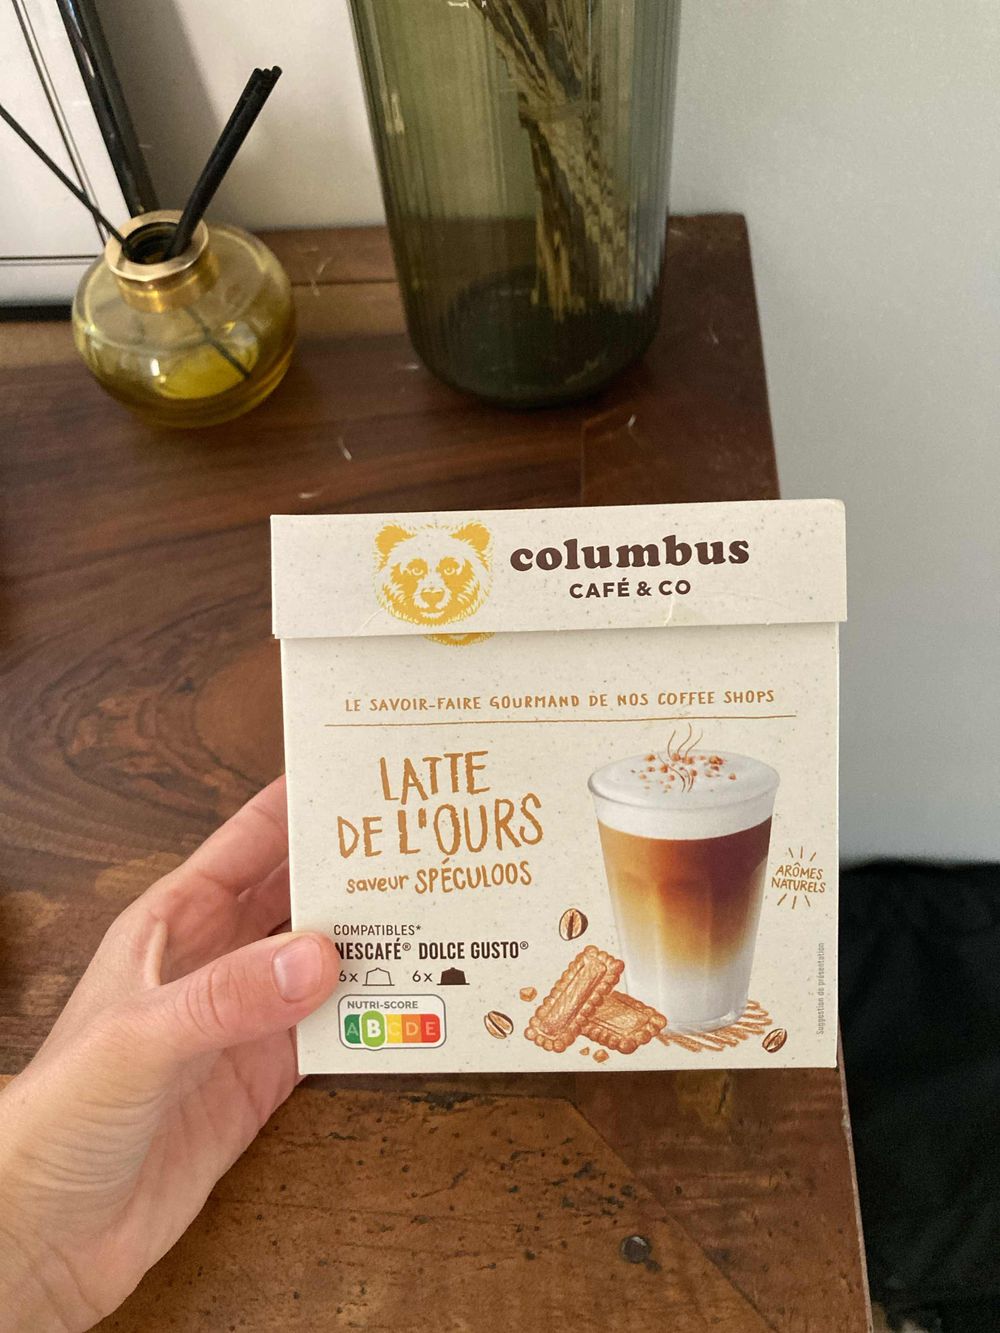 columbus
CAFÉ & CO
LE SAVOIR-FAIRE GOURMAND DE NOS COFFEE SHOPS
LATTE
DE L'OURS
saveur SPÉCULOOS
ARÔMES
NATURELS
COMPATIBLES*
NESCAFÉ® DOLCE GUSTO®
6x 6x
NUTRI-SCORE
A B C D E
Suggestion de présentation